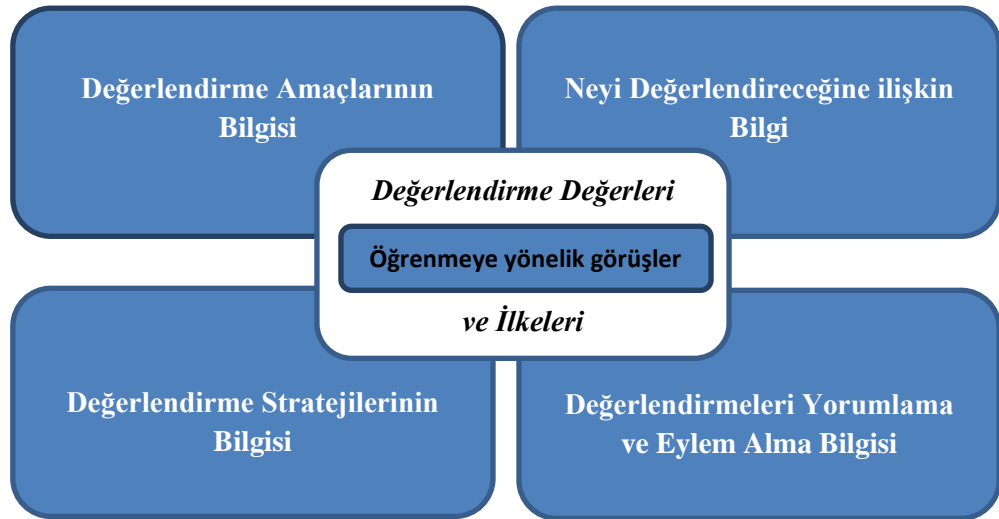 Değerlendirme Amaçlarının
Bilgisi
Neyi Değerlendireceğine ilişkin
Bilgi
Değerlendirme Değerleri
Öğrenmeye yönelik görüşler
ve İlkeleri
Değerlendirme Stratejilerinin
Bilgisi
Değerlendirmeleri Yorumlama
ve Eylem Alma Bilgisi